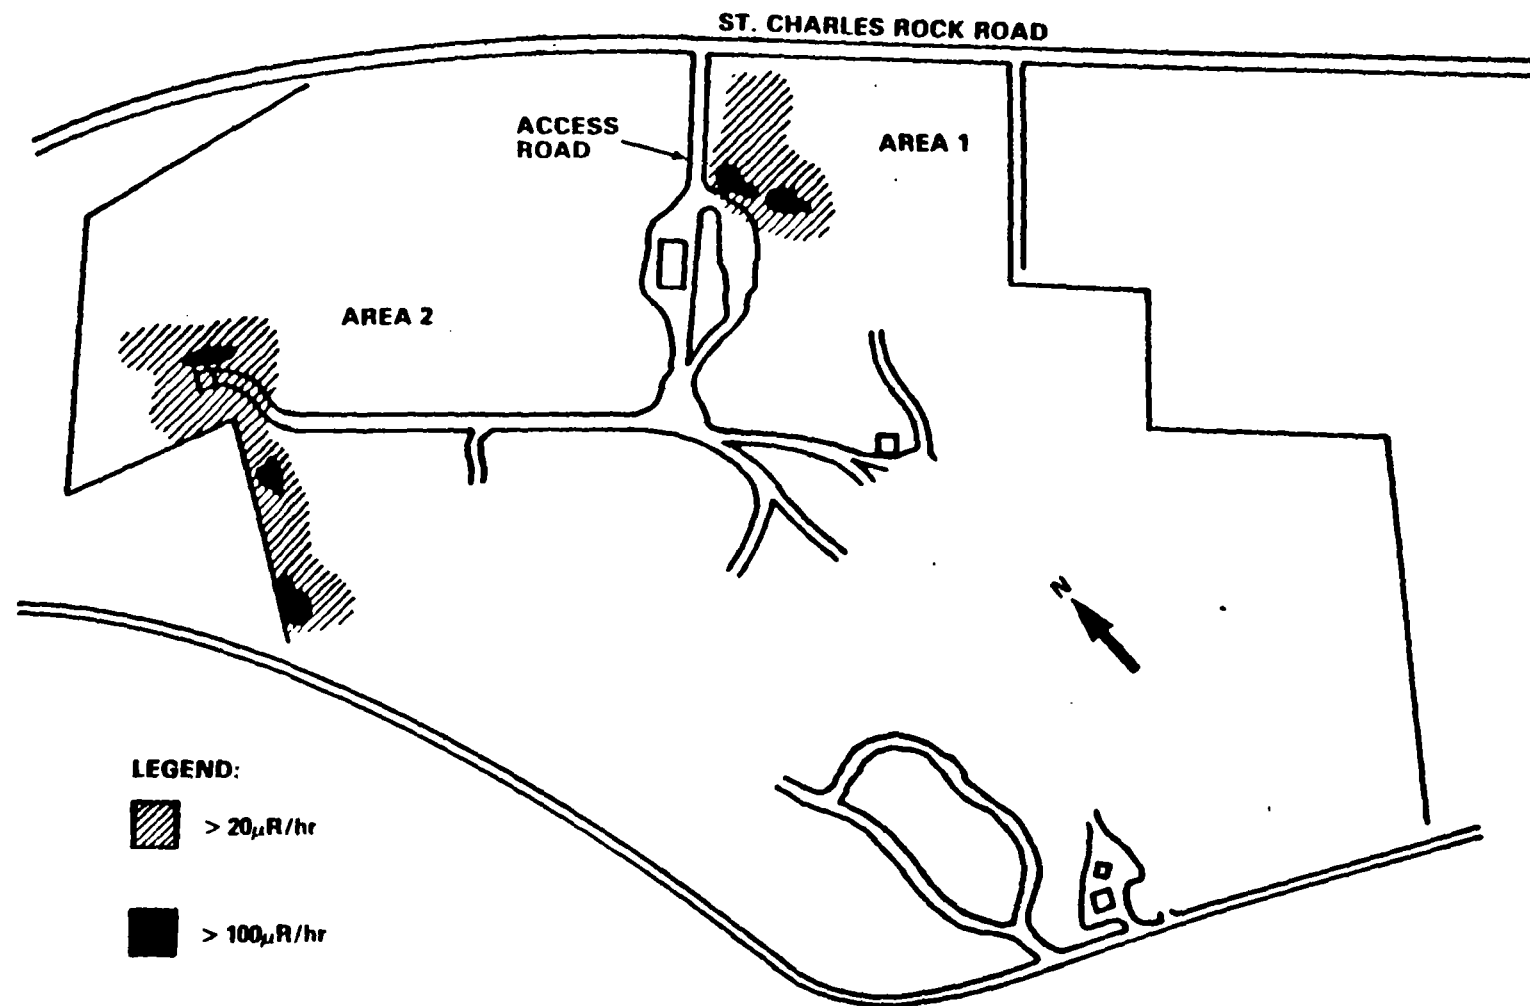 ST. CHARLES ROCK ROAD
ACCESS
ROAD
AREA 1
AREA 2
N
LEGEND:
> 20μR/hr
> 100μR/hr